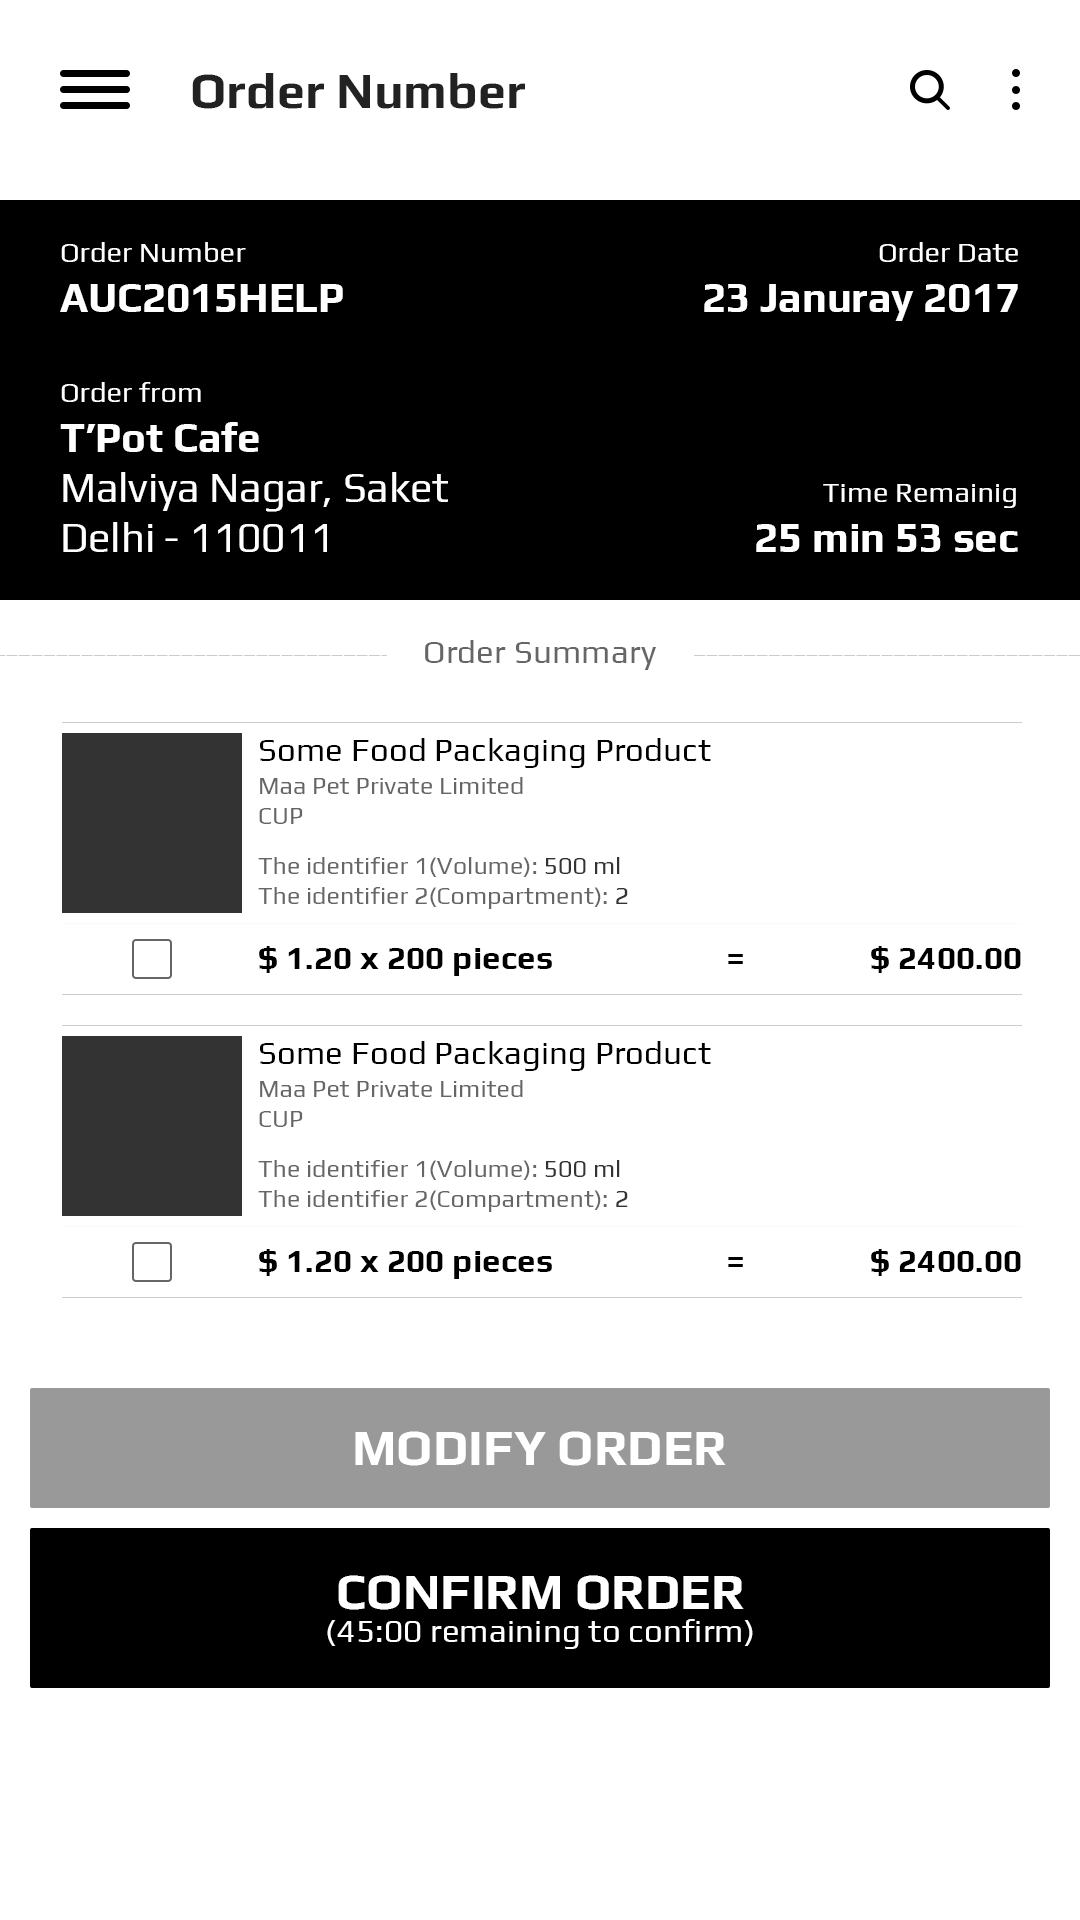 Order Number
Order Number
Order Date
AUC2015HELP
23 Januray 2017
Order from
T’Pot Cafe
Malviya Nagar, Saket
Time Remainig
Delhi - 110011
25 min 53 sec
Order Summary
Some Food Packaging Product
Maa Pet Private Limited
CUP
The identifier 1(Volume): 500 ml
The identifier 2(Compartment): 2
$ 1.20 x 200 pieces = $ 2400.00
Some Food Packaging Product
Maa Pet Private Limited
CUP
The identifier 1(Volume): 500 ml
The identifier 2(Compartment): 2
$ 1.20 x 200 pieces = $ 2400.00
MODIFY ORDER
CONFIRM ORDER
(45:00 remaining to confirm)